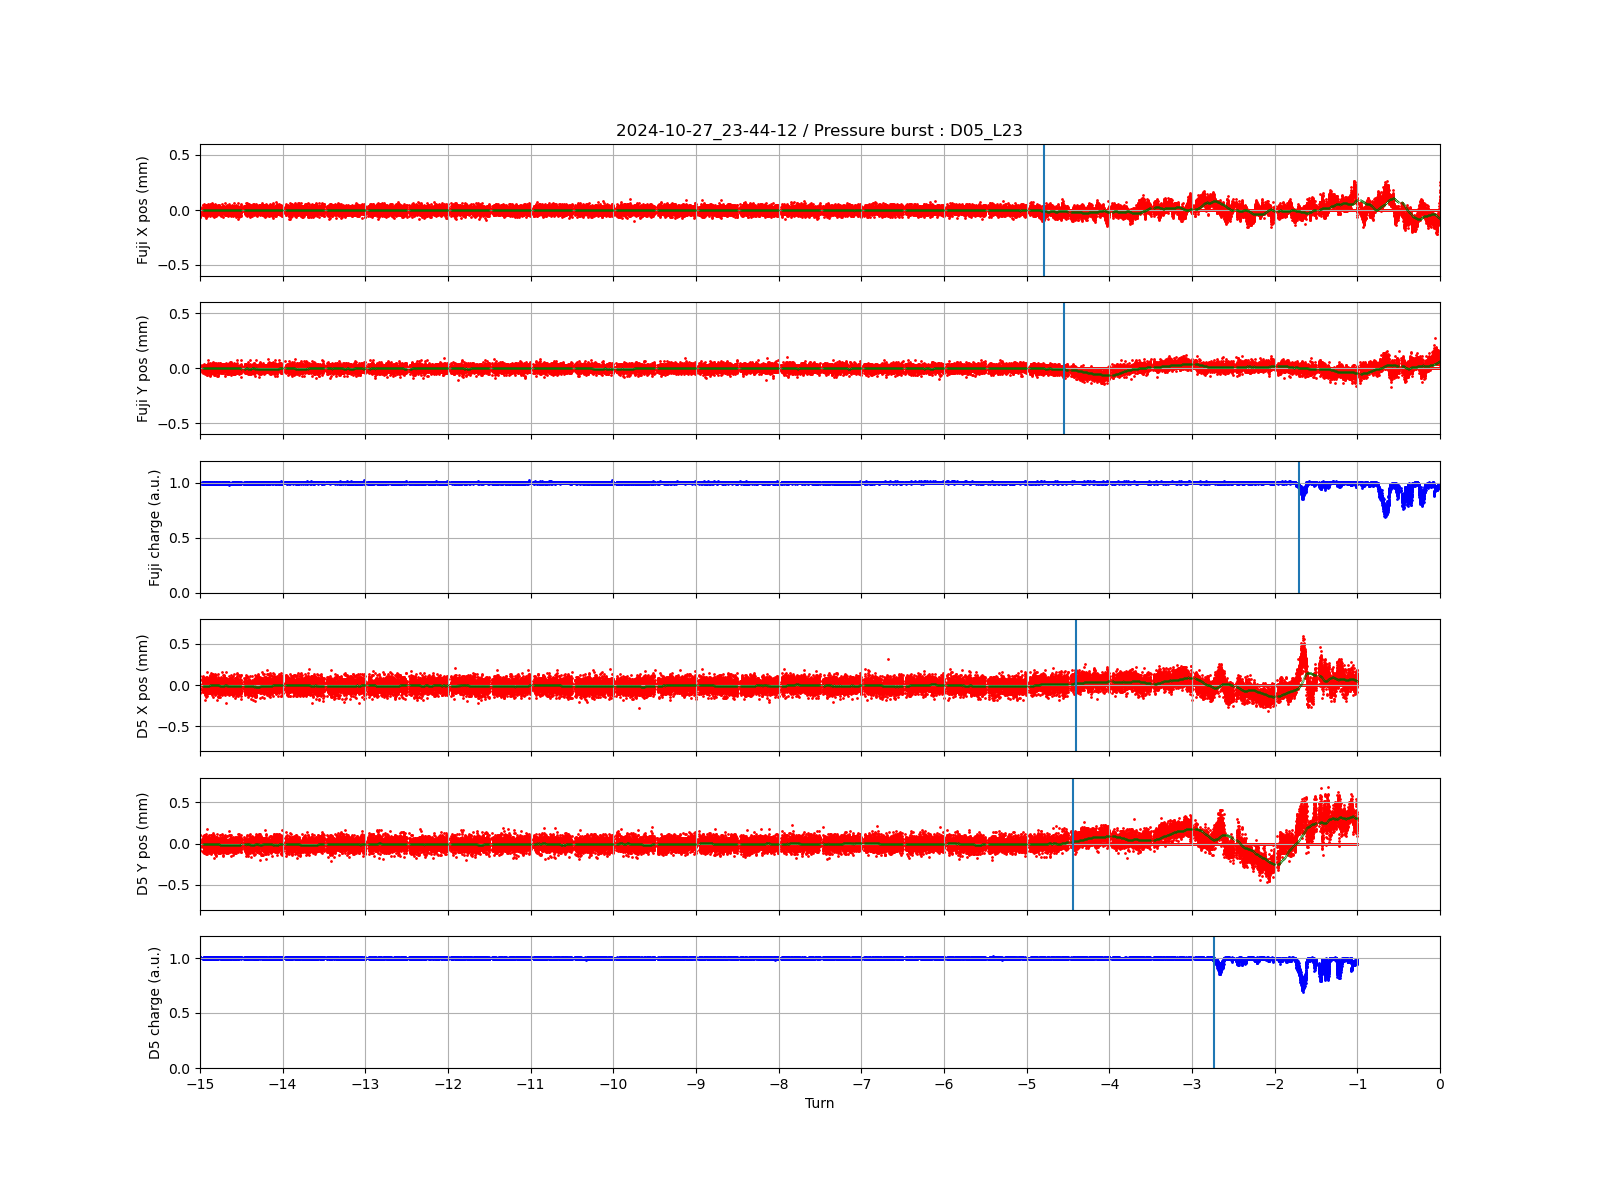 2024-10-27_23-44-12 / Pressure burst : D05_L23
Fuji X pos (mm)
0.5
0.0
−0.5
Fuji Y pos (mm)
0.5
0.0
−0.5
Fuji charge (a.u.)
1.0
0.5
0.0
D5 X pos (mm)
0.5
0.0
−0.5
D5 Y pos (mm)
0.5
0.0
−0.5
D5 charge (a.u.)
1.0
0.5
0.0
−15 −14 −13 −12 −11 −10 −9 −8 −7 −6 −5 −4 −3 −2 −1 0
Turn